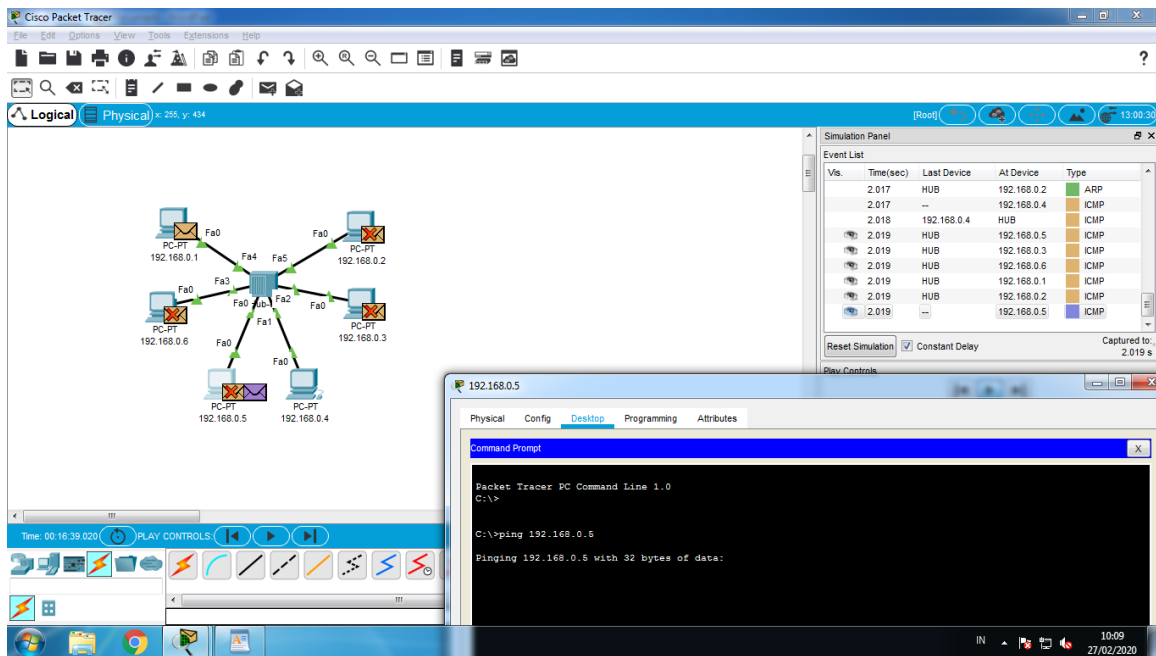 Cisco Packet Tracer
File Edit Options View Tools Extensions Help
?
Logical Physical x: 255, y: 434 [Root] 13:00:30
Simulation Panel
Event List
Vis. Time(sec) Last Device At Device Type
2.017 HUB 192.168.0.2 ARP
2.017 -- 192.168.0.4 ICMP
2.018 192.168.0.4 HUB ICMP
2.019 HUB 192.168.0.5 ICMP
2.019 HUB 192.168.0.3 ICMP
2.019 HUB 192.168.0.6 ICMP
2.019 HUB 192.168.0.1 ICMP
2.019 HUB 192.168.0.2 ICMP
2.019 -- 192.168.0.5 ICMP
Reset Simulation Constant Delay Captured to:
2.019 s
Play Controls
Fa0 Fa0
PC-PT PC-PT
192.168.0.1 Fa4 Fa5 192.168.0.2
Fa0 Fa3 Fa0 Fa2 Fa0
PC-PT Fa1 PC-PT
192.168.0.6 192.168.0.3
Fa0 Fa0
PC-PT PC-PT
192.168.0.5 192.168.0.4
192.168.0.5
Physical Config Desktop Programming Attributes
Command Prompt X
Packet Tracer PC Command Line 1.0
C:\>
C:\>ping 192.168.0.5
Pinging 192.168.0.5 with 32 bytes of data:
Time: 00:16:39.020 PLAY CONTROLS:
IN 10:09
27/02/2020